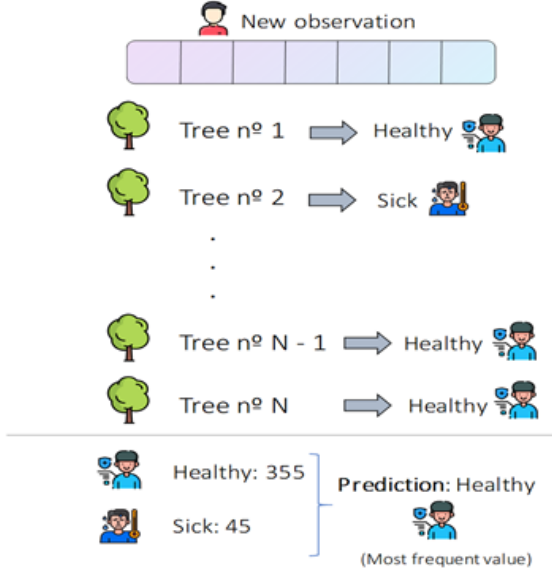 New observation
Tree nº 1 Healthy
Tree nº 2 Sick
.
.
.
Tree nº N - 1 Healthy
Tree nº N Healthy
Healthy: 355
Prediction: Healthy
Sick: 45
(Most frequent value)